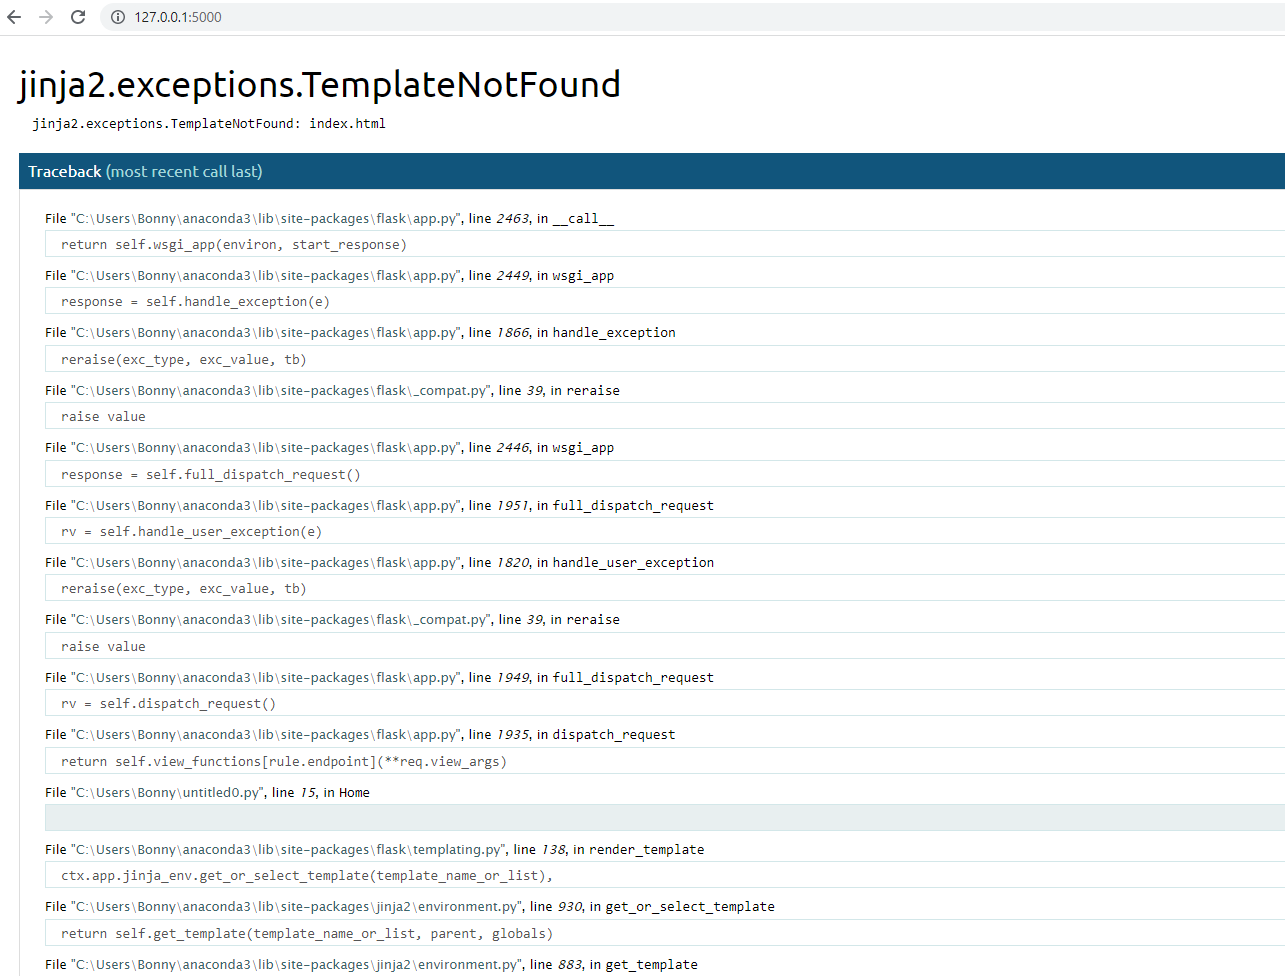 127.0.0.1:5000
jinja2.exceptions.TemplateNotFound
jinja2.exceptions.TemplateNotFound: index.html
Traceback (most recent call last)
File "C:\Users\Bonny\anaconda3\lib\site-packages\flask\app.py", line 2463, in __call__
return self.wsgi_app(environ, start_response)
File "C:\Users\Bonny\anaconda3\lib\site-packages\flask\app.py", line 2449, in wsgi_app
response = self.handle_exception(e)
File "C:\Users\Bonny\anaconda3\lib\site-packages\flask\app.py", line 1866, in handle_exception
reraise(exc_type, exc_value, tb)
File "C:\Users\Bonny\anaconda3\lib\site-packages\flask\_compat.py", line 39, in reraise
raise value
File "C:\Users\Bonny\anaconda3\lib\site-packages\flask\app.py", line 2446, in wsgi_app
response = self.full_dispatch_request()
File "C:\Users\Bonny\anaconda3\lib\site-packages\flask\app.py", line 1951, in full_dispatch_request
rv = self.handle_user_exception(e)
File "C:\Users\Bonny\anaconda3\lib\site-packages\flask\app.py", line 1820, in handle_user_exception
reraise(exc_type, exc_value, tb)
File "C:\Users\Bonny\anaconda3\lib\site-packages\flask\_compat.py", line 39, in reraise
raise value
File "C:\Users\Bonny\anaconda3\lib\site-packages\flask\app.py", line 1949, in full_dispatch_request
rv = self.dispatch_request()
File "C:\Users\Bonny\anaconda3\lib\site-packages\flask\app.py", line 1935, in dispatch_request
return self.view_functions[rule.endpoint](**req.view_args)
File "C:\Users\Bonny\untitled0.py", line 15, in Home
File "C:\Users\Bonny\anaconda3\lib\site-packages\flask\templating.py", line 138, in render_template
ctx.app.jinja_env.get_or_select_template(template_name_or_list),
File "C:\Users\Bonny\anaconda3\lib\site-packages\jinja2\environment.py", line 930, in get_or_select_template
return self.get_template(template_name_or_list, parent, globals)
File "C:\Users\Bonny\anaconda3\lib\site-packages\jinja2\environment.py", line 883, in get_template